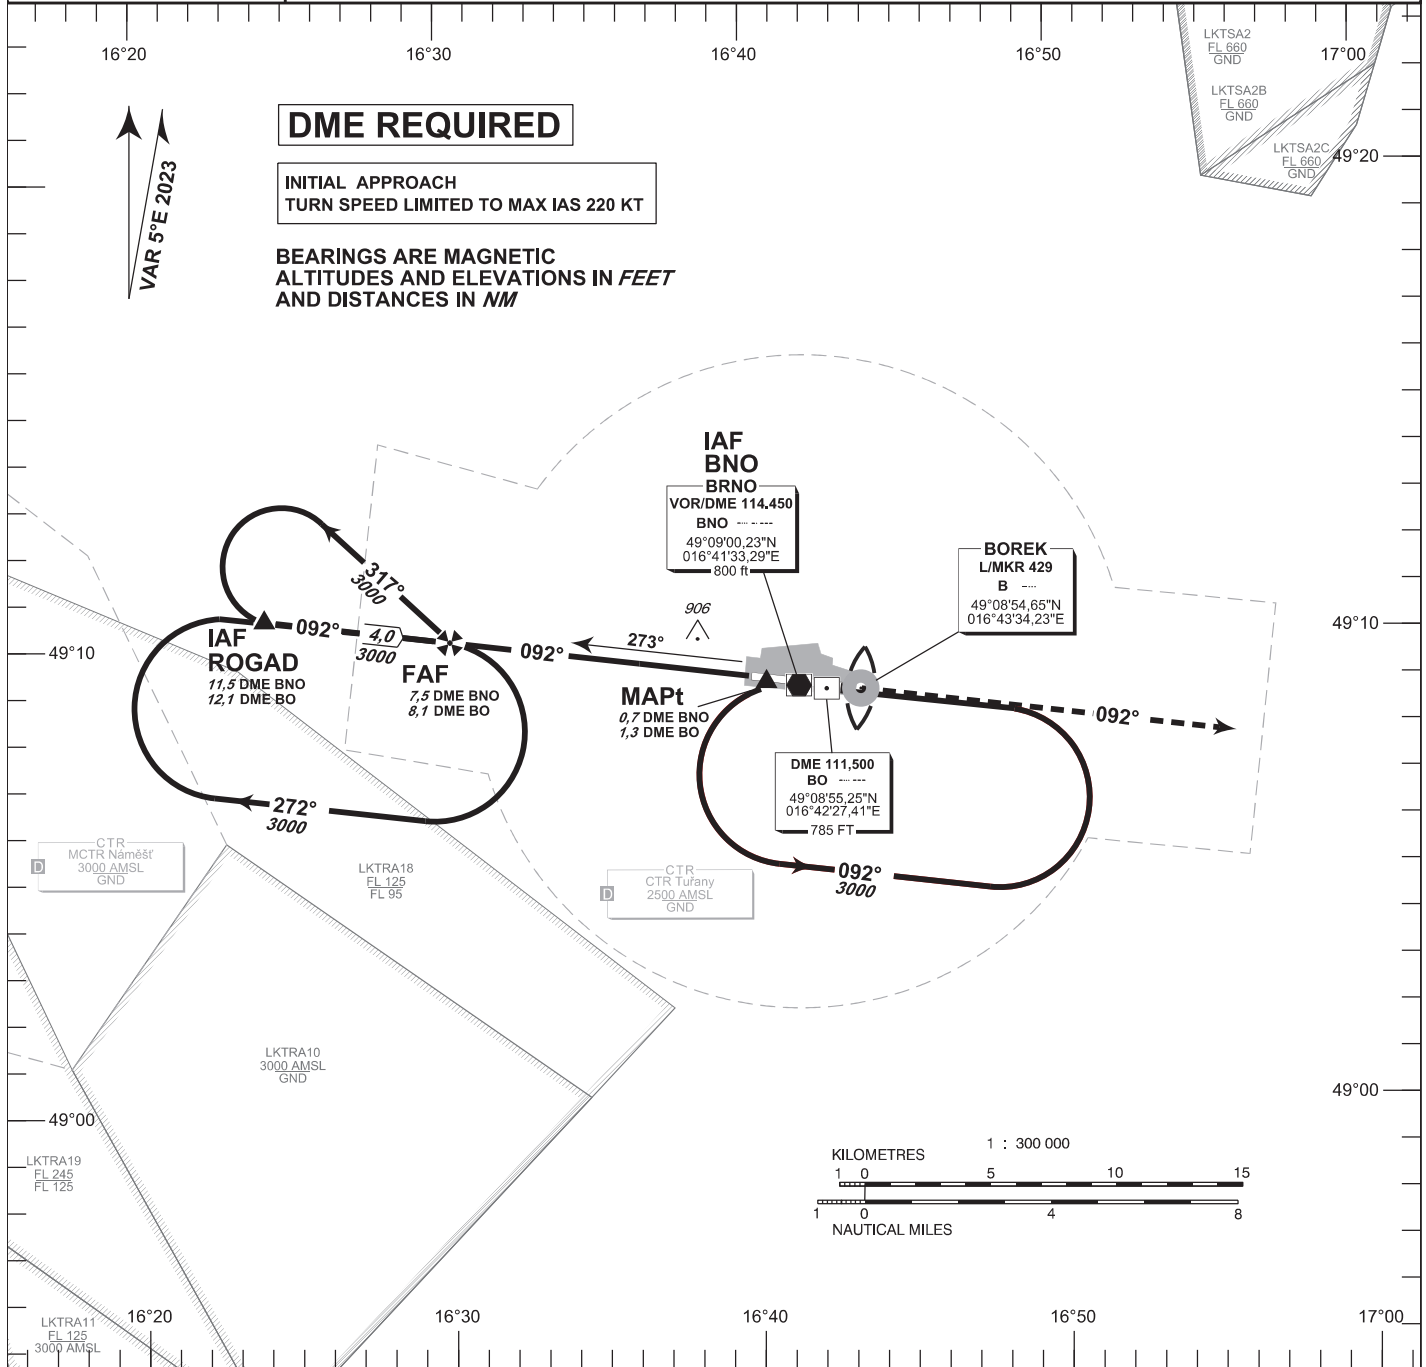 16°20
16°30
16°40
16°50
17°00
LKTSA2
FL 660
GND
LKTSA2B
FL 660
GND
LKTSA2C
FL 660
GND
49°20
VAR 5°E 2023
DME REQUIRED
INITIAL APPROACH
TURN SPEED LIMITED TO MAX IAS 220 KT
BEARINGS ARE MAGNETIC
ALTITUDES AND ELEVATIONS IN FEET
AND DISTANCES IN NM
IAF
BNO
BRNO
VOR/DME 114.450
BNO
49°09'00,23"N
016°41'33,29"E
800 ft
BOREK
L/MKR 429
B
49°08'54,65"N
016°43'34,23"E
317°
3000
906
273°
49°10
49°10
IAF
ROGAD
11,5 DME BNO
12,1 DME BO
092°
4,0
3000
FAF
7,5 DME BNO
8,1 DME BO
092°
MAPt
0,7 DME BNO
1,3 DME BO
092°
DME 111,500
BO
49°08'55,25"N
016°42'27,41"E
785 FT
272°
3000
092°
3000
D
CTR
MCTR Náměšť
3000 AMSL
GND
LKTRA18
FL 125
FL 95
D
CTR
CTR Tuřany
2500 AMSL
GND
LKTRA10
3000 AMSL
GND
49°00
49°00
LKTRA19
FL 245
FL 125
1 : 300 000
KILOMETRES
1 0 5 10 15
1 0 4 8
NAUTICAL MILES
LKTRA11
FL 125
3000 AMSL
16°20
16°30
16°40
16°50
17°00